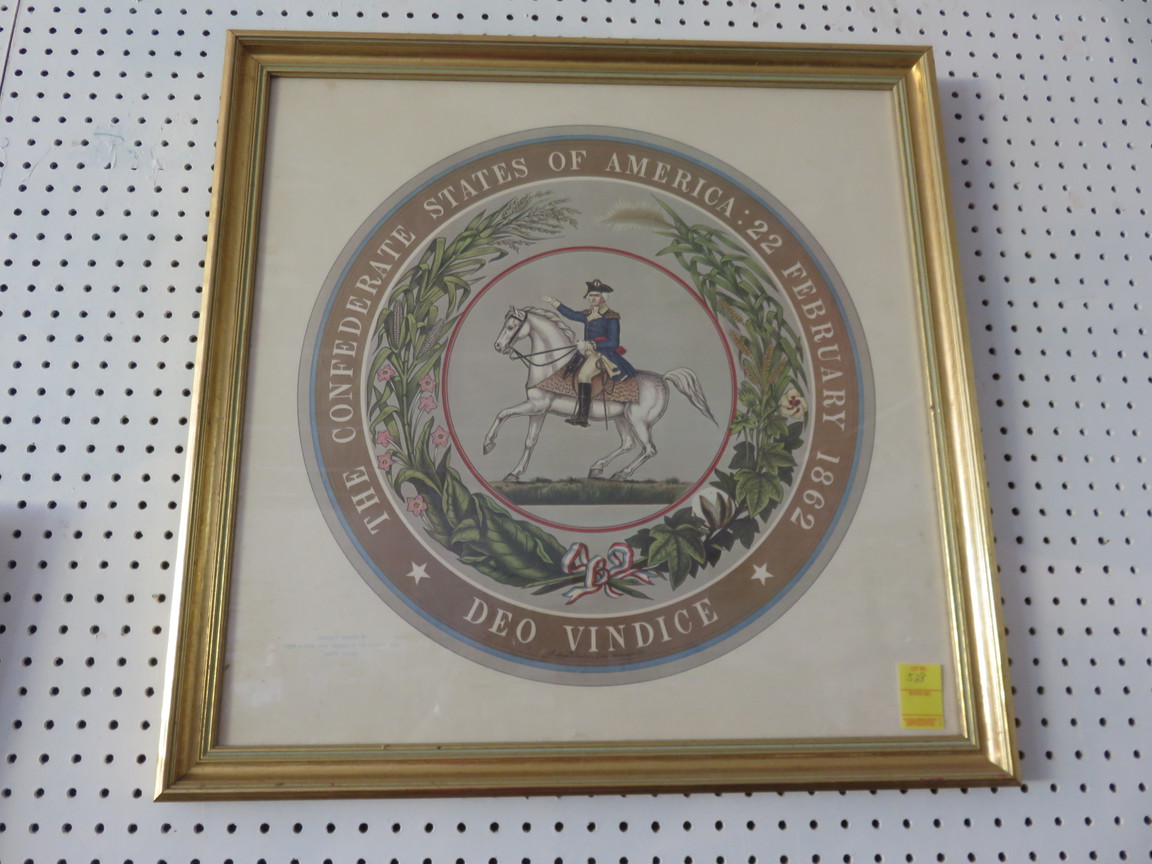 THE CONFEDERATE STATES OF AMERICA: 22 FEBRUARY 1862
DEO VINDICE